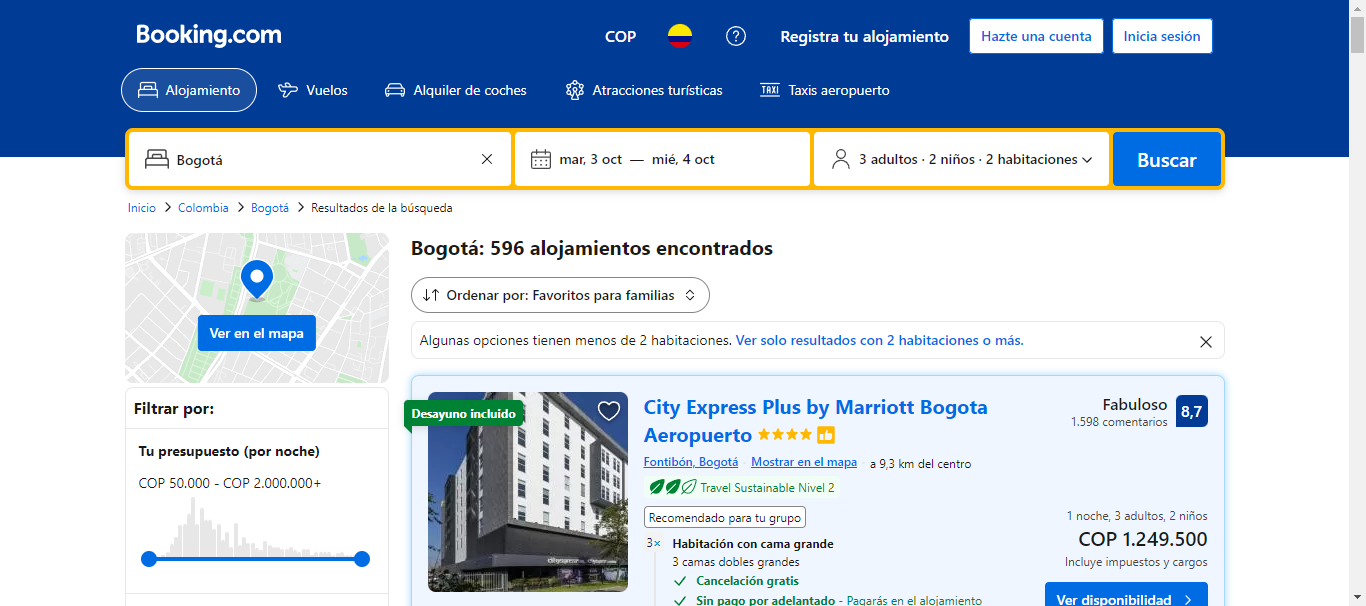 Booking.com
COP
Registra tu alojamiento
Hazte una cuenta
Inicia sesión
Alojamiento
Vuelos
Alquiler de coches
Atracciones turísticas
TAXI
Taxis aeropuerto
Bogotá
mar, 3 oct — mié, 4 oct
3 adultos · 2 niños · 2 habitaciones
Buscar
Inicio > Colombia > Bogotá > Resultados de la búsqueda
Ver en el mapa
Filtrar por:
Tu presupuesto (por noche)
COP 50.000 - COP 2.000.000+
Bogotá: 596 alojamientos encontrados
Ordenar por: Favoritos para familias
Algunas opciones tienen menos de 2 habitaciones. Ver solo resultados con 2 habitaciones o más.
Desayuno incluido
City Express Plus by Marriott Bogota
Aeropuerto
Fontibón, Bogotá
Mostrar en el mapa
a 9,3 km del centro
Travel Sustainable Nivel 2
Recomendado para tu grupo
3× Habitación con cama grande
3 camas dobles grandes
Cancelación gratis
Sin pago por adelantado - Pagarás en el alojamiento
Fabuloso
1.598 comentarios
8,7
1 noche, 3 adultos, 2 niños
COP 1.249.500
Incluye impuestos y cargos
Ver disponibilidad